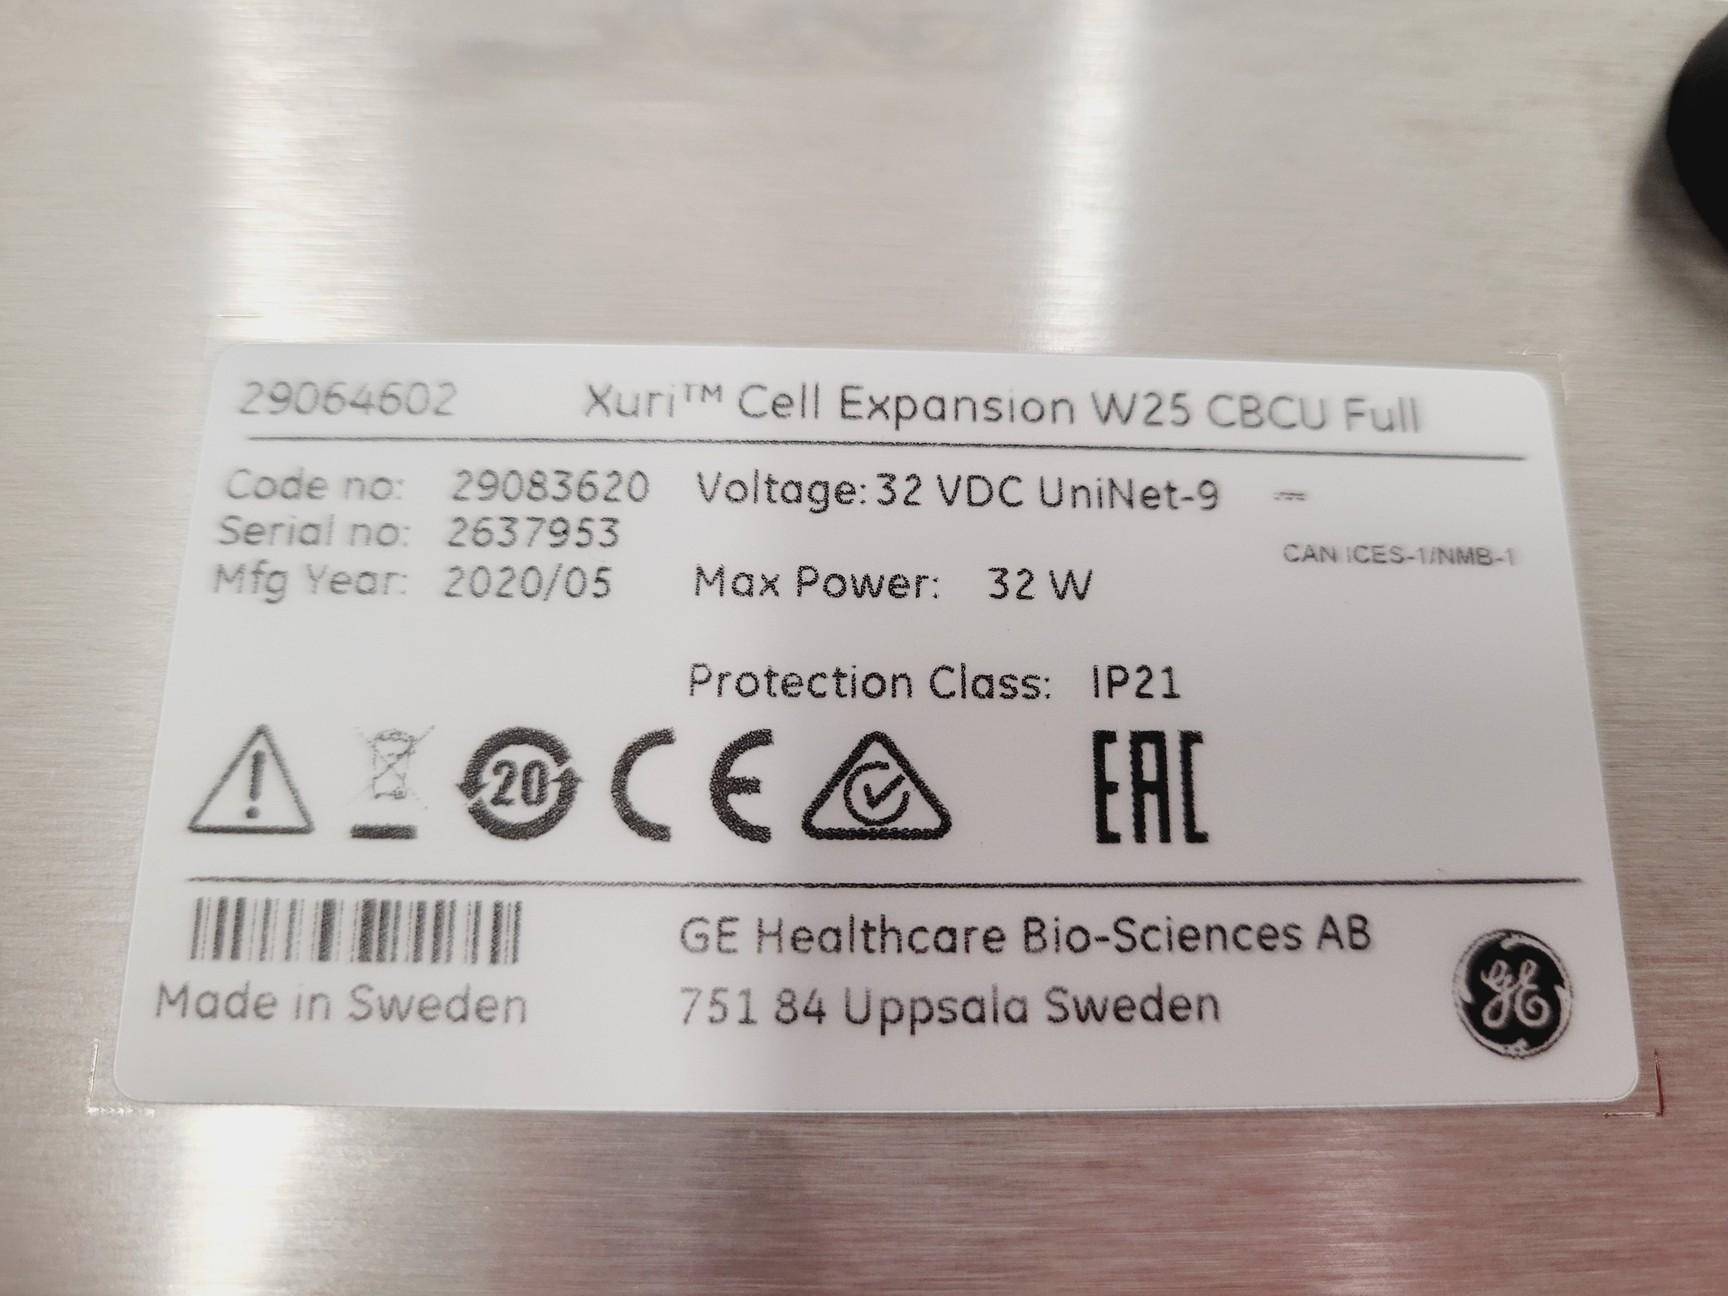 29064602 Xuri™ Cell Expansion W25 CBCU Full
Code no: 29083620 Voltage: 32 VDC UniNet-9
Serial no: 2637953
CAN ICES-1/NMB-1
Mfg Year: 2020/05 Max Power: 32 W
Protection Class: IP21
20 CE EAC
GE Healthcare Bio-Sciences AB
Made in Sweden 751 84 Uppsala Sweden
GE